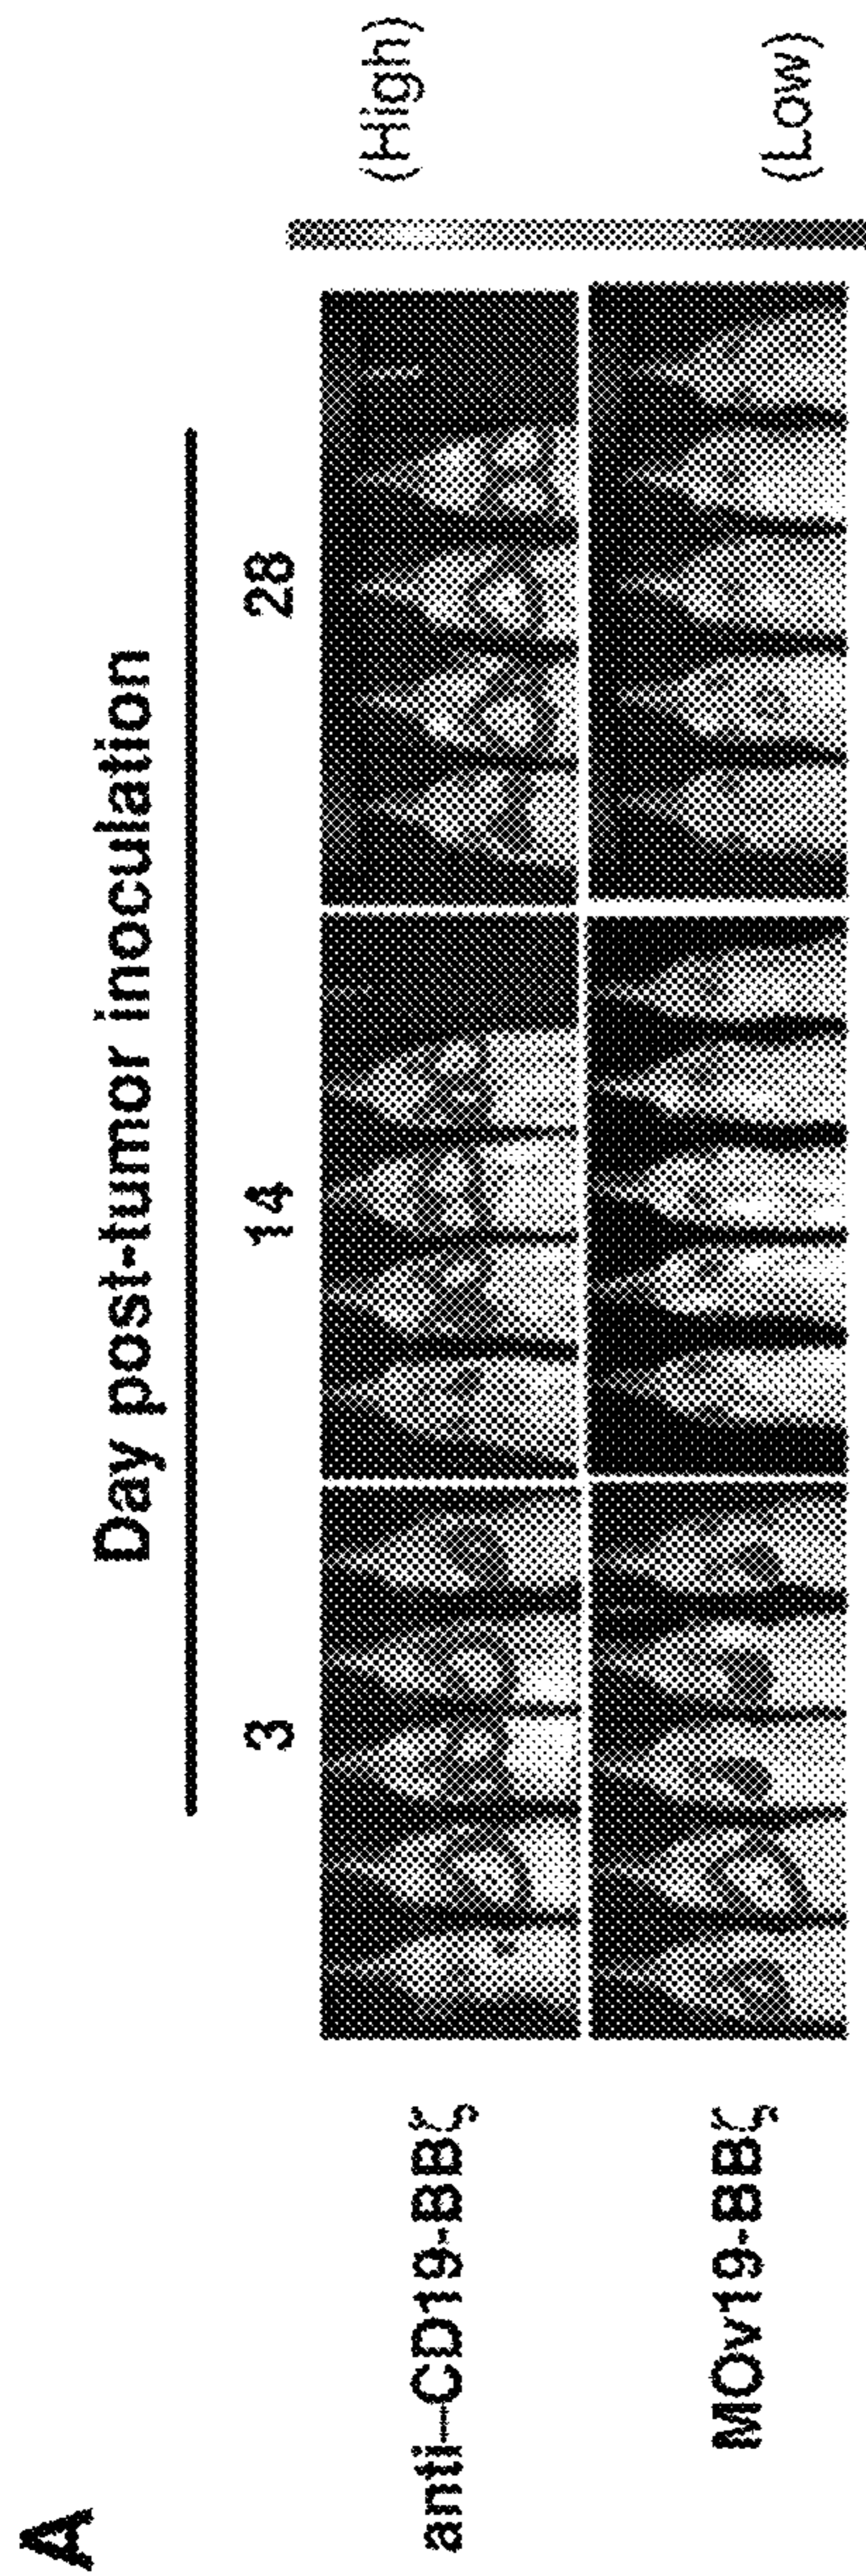 A
Day post-tumor inoculation
3 14 28
anti-CD19-BBζ
MOv19-BBζ
(High)
(Low)